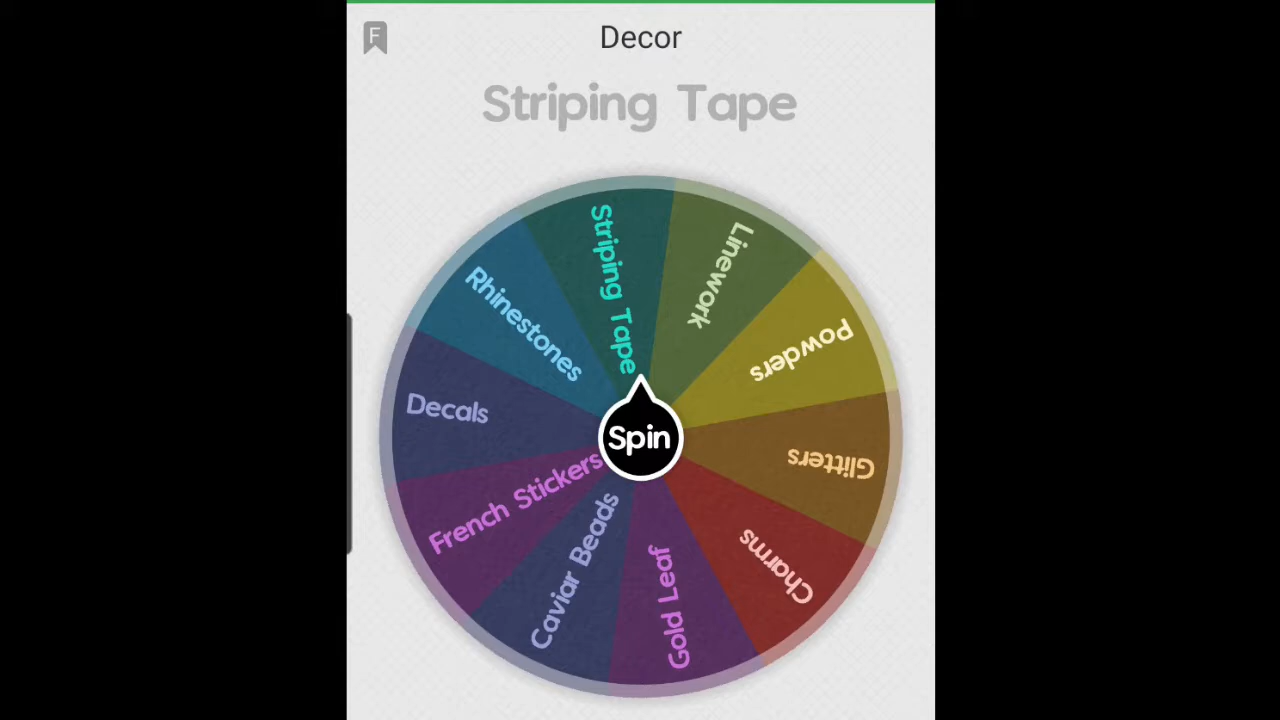 F
Decor
Striping Tape
Striping Tape
Linework
Powders
Glitters
Charms
Gold Leaf
Caviar Beads
French Stickers
Decals
Rhinestones
Spin